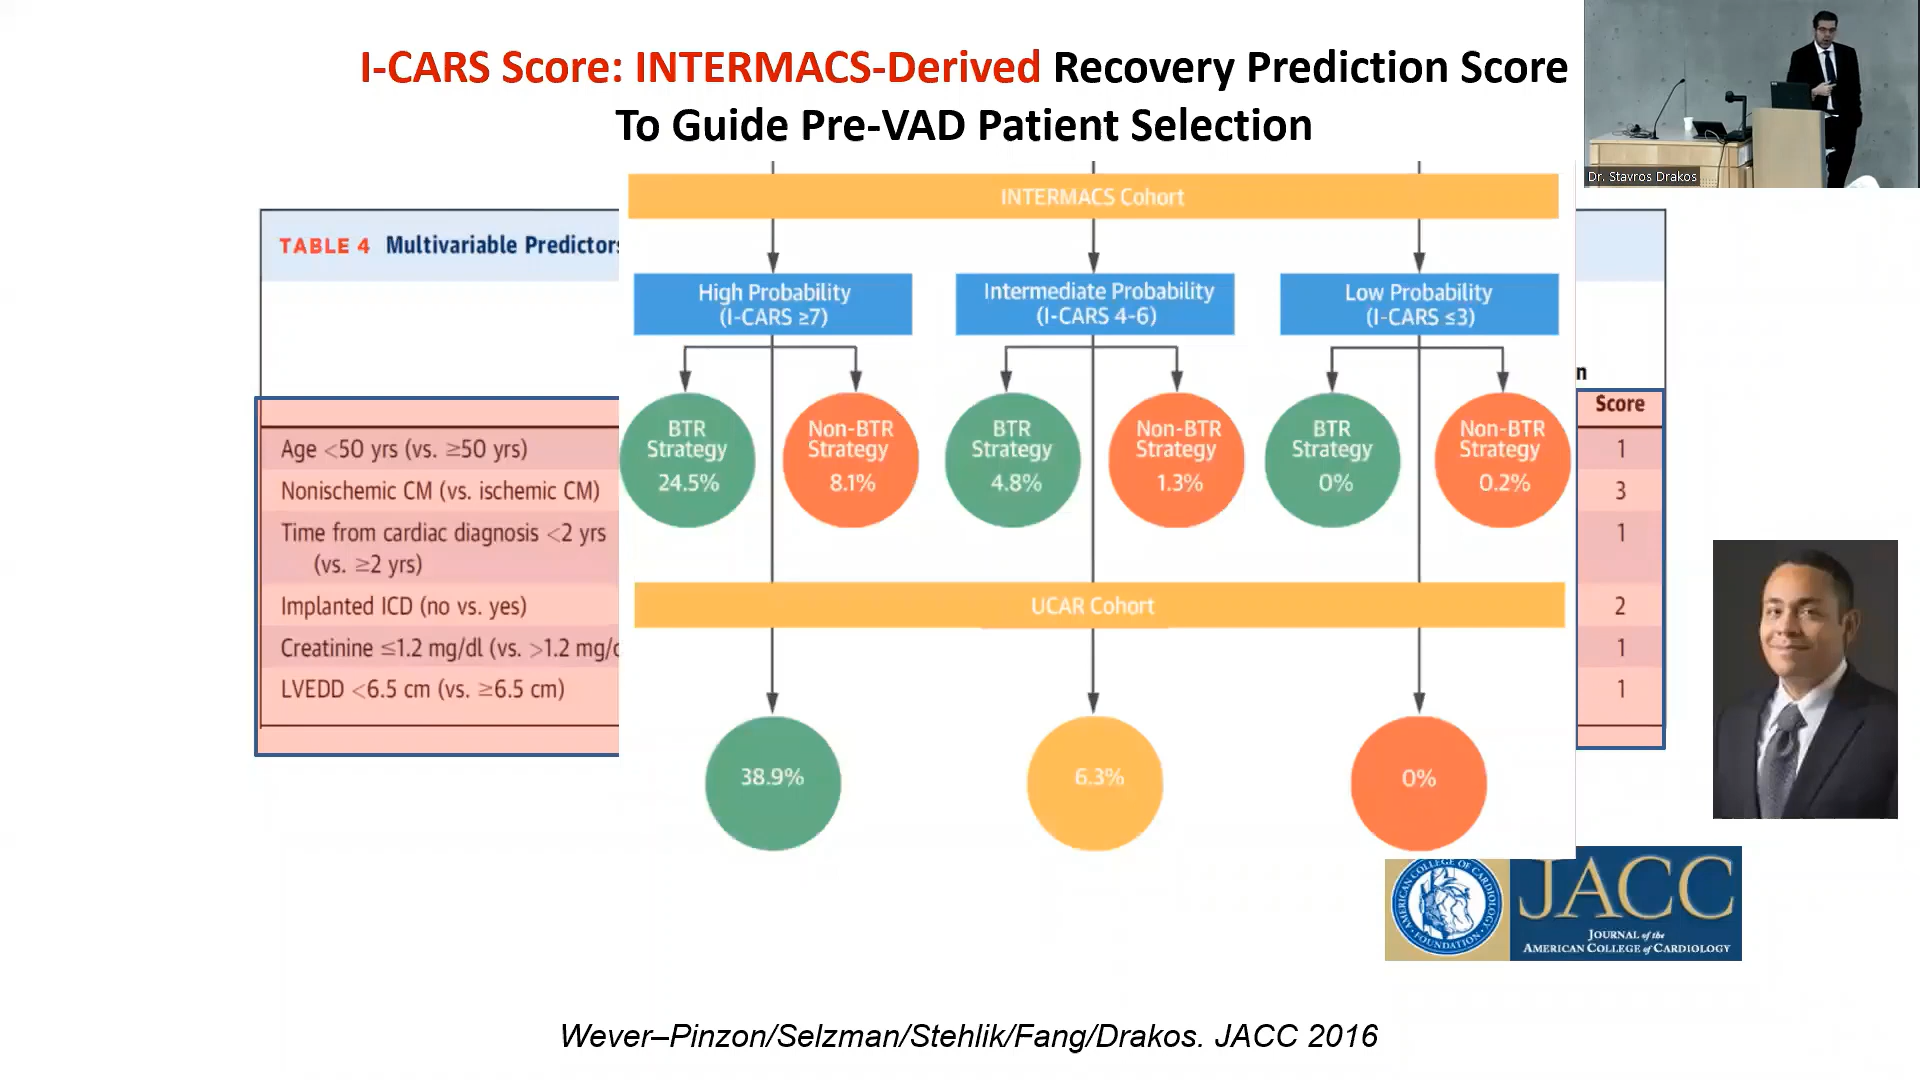 I-CARS Score: INTERMACS-Derived Recovery Prediction Score
To Guide Pre-VAD Patient Selection
Dr. Stavros Drakos
TABLE 4 Multivariable Predictors
INTERMACS Cohort
High Probability
(I-CARS ≥7)
Intermediate Probability
(I-CARS 4-6)
Low Probability
(I-CARS ≤3)
BTR
Strategy
24.5%
Non-BTR
Strategy
8.1%
BTR
Strategy
4.8%
Non-BTR
Strategy
1.3%
BTR
Strategy
0%
Non-BTR
Strategy
0.2%
n
Score
Age <50 yrs (vs. ≥50 yrs)
1
Nonischemic CM (vs. ischemic CM)
3
Time from cardiac diagnosis <2 yrs
(vs. ≥2 yrs)
1
Implanted ICD (no vs. yes)
2
Creatinine ≤1.2 mg/dl (vs. >1.2 mg/d
1
LVEDD <6.5 cm (vs. ≥6.5 cm)
1
UCAR Cohort
38.9%
6.3%
0%
AMERICAN COLLEGE OF CARDIOLOGY
FOUNDATION
JACC
JOURNAL of the
AMERICAN COLLEGE of CARDIOLOGY
Wever–Pinzon/Selzman/Stehlik/Fang/Drakos. JACC 2016